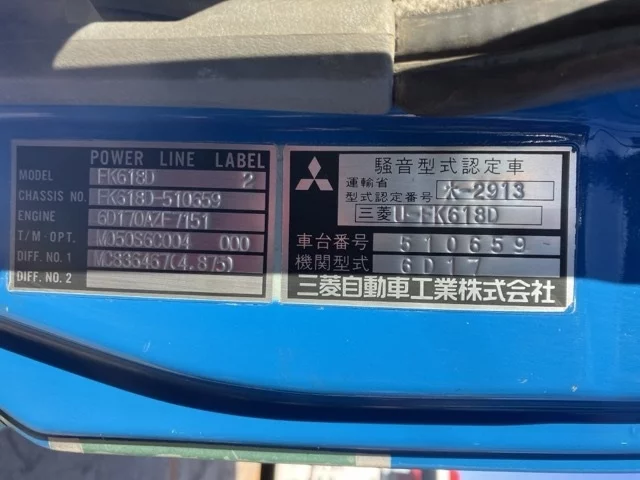 POWER LINE LABEL
MODEL FK618D 2
CHASSIS NO. FK618D-510659
ENGINE 6D170AZF7151
T/M-OPT. M050S6C004 000
DIFF. NO. 1 MC886467(4.875)
DIFF. NO. 2
騒音型式認定車
運輸省
型式認定番号 火-2913
三菱U-FK618D
車台番号 510659~
機関型式 6D17
三菱自動車工業株式会社